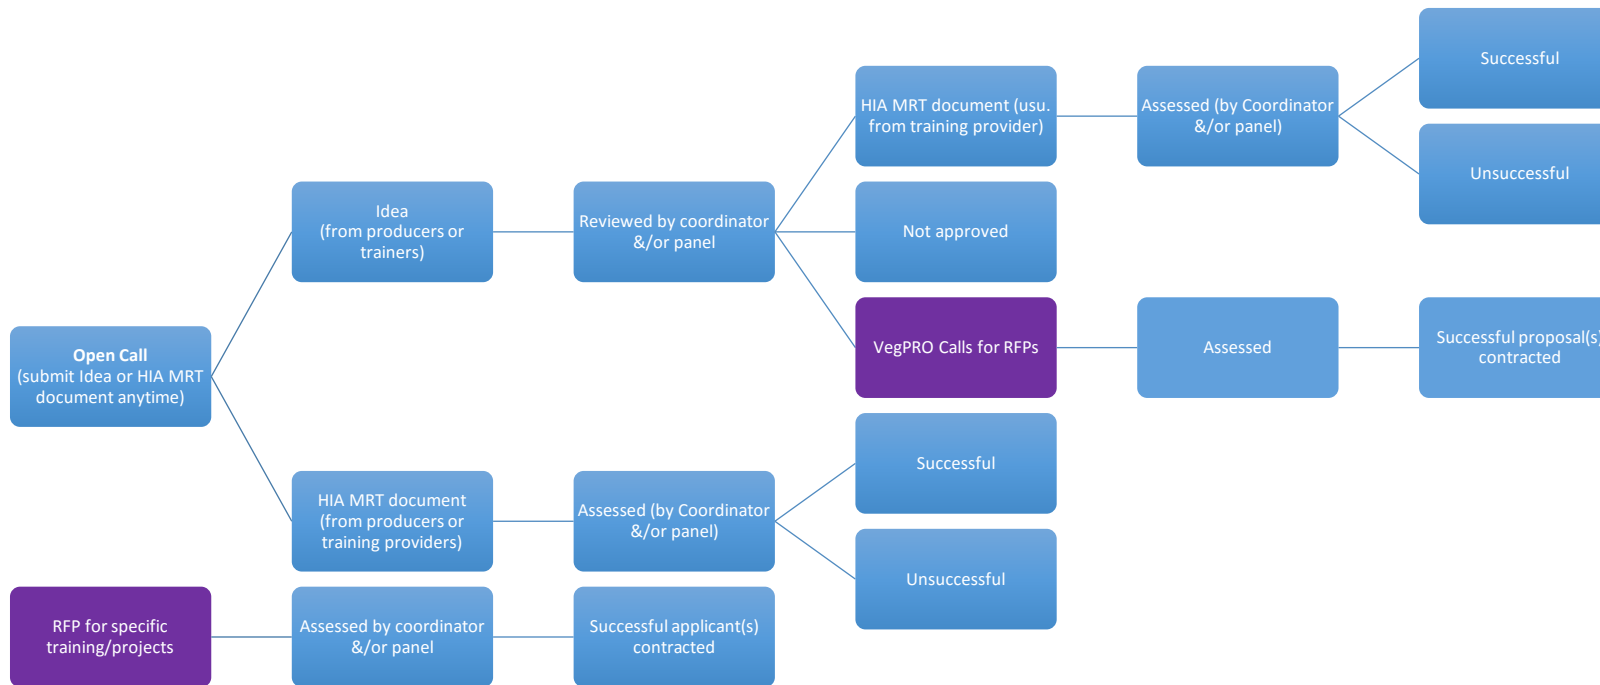 Open Call
(submit Idea or HIA MRT
document anytime)
Idea
(from producers or
trainers)
Reviewed by coordinator
&/or panel
HIA MRT document (usu.
from training provider)
Assessed (by Coordinator
&/or panel)
Successful
Unsuccessful
Not approved
VegPRO Calls for RFPs
Assessed
Successful proposal(s)
contracted
HIA MRT document
(from producers or
training providers)
Assessed (by Coordinator
&/or panel)
Successful
Unsuccessful
RFP for specific
training/projects
Assessed by coordinator
&/or panel
Successful applicant(s)
contracted